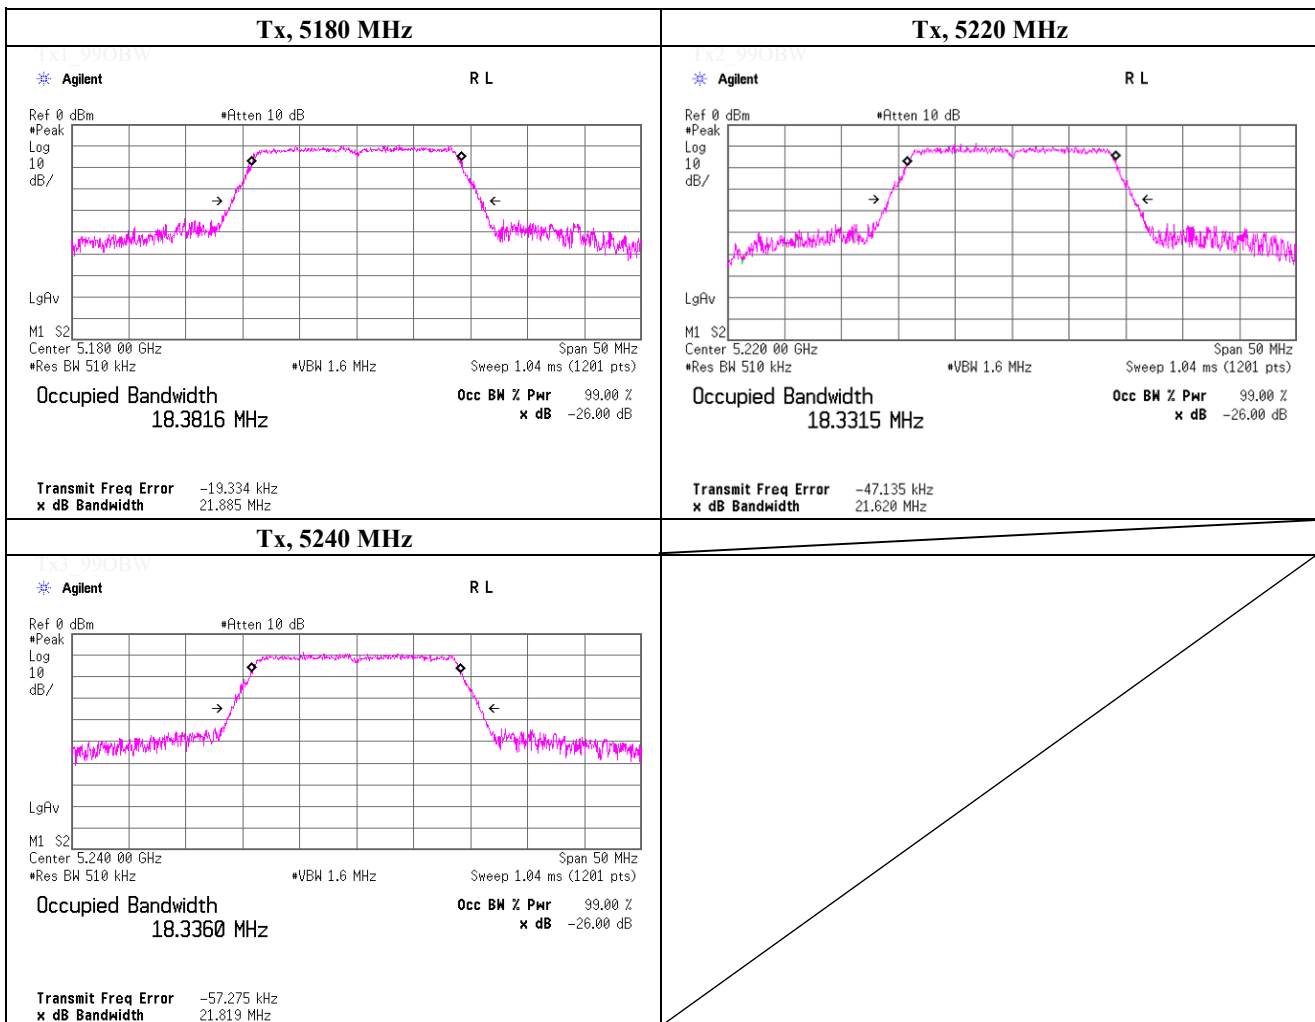 Tx, 5180 MHz
Tx1_99OBW
Agilent R L
Ref 0 dBm #Atten 10 dB
#Peak
Log
10
dB/
LgAv
M1 S2
Center 5.180 00 GHz Span 50 MHz
#Res BW 510 kHz #VBW 1.6 MHz Sweep 1.04 ms (1201 pts)
Occupied Bandwidth Occ BW % Pwr 99.00 %
18.3816 MHz x dB -26.00 dB
Transmit Freq Error -19.334 kHz
x dB Bandwidth 21.885 MHz
Tx, 5220 MHz
Tx2_99OBW
Agilent R L
Ref 0 dBm #Atten 10 dB
#Peak
Log
10
dB/
LgAv
M1 S2
Center 5.220 00 GHz Span 50 MHz
#Res BW 510 kHz #VBW 1.6 MHz Sweep 1.04 ms (1201 pts)
Occupied Bandwidth Occ BW % Pwr 99.00 %
18.3315 MHz x dB -26.00 dB
Transmit Freq Error -47.135 kHz
x dB Bandwidth 21.620 MHz
Tx, 5240 MHz
Tx3_99OBW
Agilent R L
Ref 0 dBm #Atten 10 dB
#Peak
Log
10
dB/
LgAv
M1 S2
Center 5.240 00 GHz Span 50 MHz
#Res BW 510 kHz #VBW 1.6 MHz Sweep 1.04 ms (1201 pts)
Occupied Bandwidth Occ BW % Pwr 99.00 %
18.3360 MHz x dB -26.00 dB
Transmit Freq Error -57.275 kHz
x dB Bandwidth 21.819 MHz